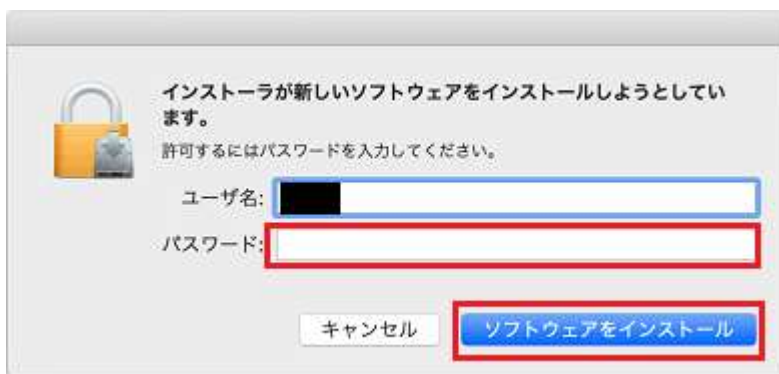 インストーラが新しいソフトウェアをインストールしようとしてい
ます。
許可するにはパスワードを入力してください。
ユーザ名:
パスワード:
キャンセル
ソフトウェアをインストール